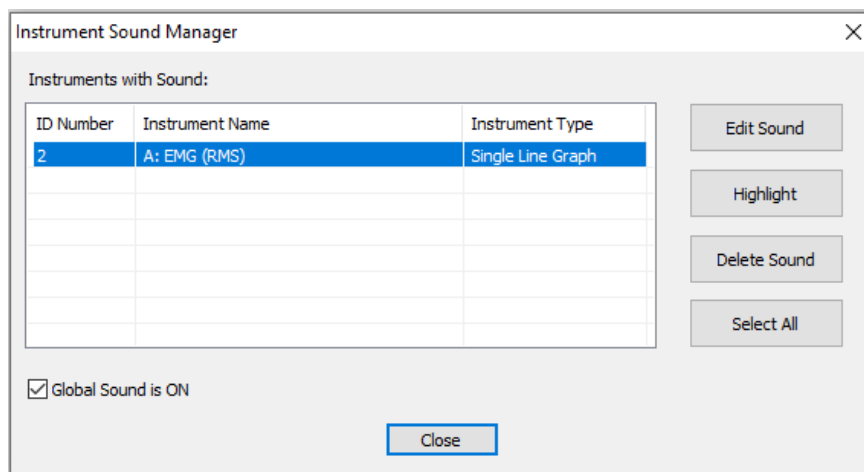 Instrument Sound Manager
Instruments with Sound:
ID Number Instrument Name Instrument Type
2 A: EMG (RMS) Single Line Graph
Edit Sound
Highlight
Delete Sound
Select All
Global Sound is ON
Close